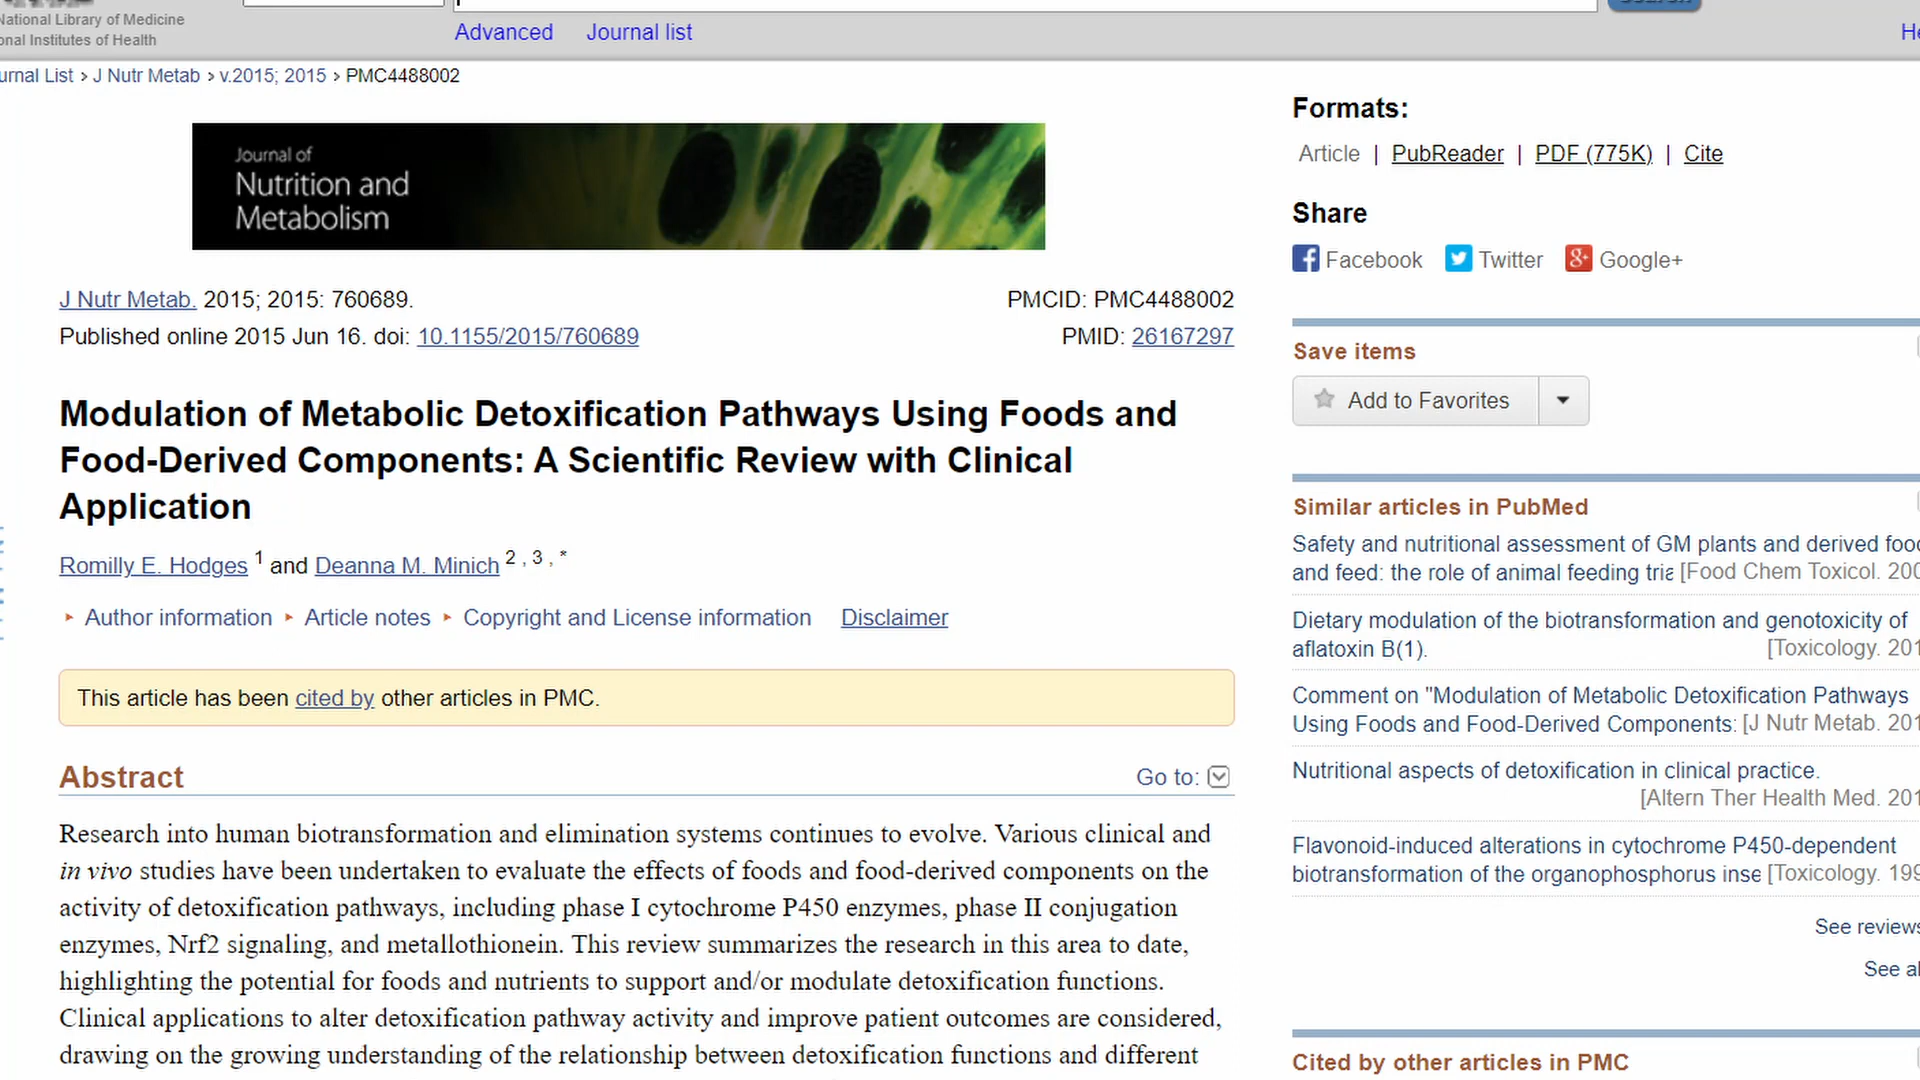 National Library of Medicine
onal Institutes of Health
Advanced Journal list
He
urnal List > J Nutr Metab > v.2015; 2015 > PMC4488002
Journal of
Nutrition and
Metabolism
J Nutr Metab. 2015; 2015: 760689.
PMCID: PMC4488002
Published online 2015 Jun 16. doi: 10.1155/2015/760689
PMID: 26167297
Modulation of Metabolic Detoxification Pathways Using Foods and
Food-Derived Components: A Scientific Review with Clinical
Application
Romilly E. Hodges 1 and Deanna M. Minich 2 , 3 , *
Author information Article notes Copyright and License information Disclaimer
This article has been cited by other articles in PMC.
Abstract
Go to:
Research into human biotransformation and elimination systems continues to evolve. Various clinical and
in vivo studies have been undertaken to evaluate the effects of foods and food-derived components on the
activity of detoxification pathways, including phase I cytochrome P450 enzymes, phase II conjugation
enzymes, Nrf2 signaling, and metallothionein. This review summarizes the research in this area to date,
highlighting the potential for foods and nutrients to support and/or modulate detoxification functions.
Clinical applications to alter detoxification pathway activity and improve patient outcomes are considered,
drawing on the growing understanding of the relationship between detoxification functions and different
Formats:
Article | PubReader | PDF (775K) | Cite
Share
Facebook Twitter Google+
Save items
Add to Favorites
Similar articles in PubMed
Safety and nutritional assessment of GM plants and derived food
and feed: the role of animal feeding tria [Food Chem Toxicol. 200
Dietary modulation of the biotransformation and genotoxicity of
aflatoxin B(1). [Toxicology. 201
Comment on "Modulation of Metabolic Detoxification Pathways
Using Foods and Food-Derived Components: [J Nutr Metab. 201
Nutritional aspects of detoxification in clinical practice.
[Altern Ther Health Med. 201
Flavonoid-induced alterations in cytochrome P450-dependent
biotransformation of the organophosphorus inse [Toxicology. 199
See reviews
See al
Cited by other articles in PMC